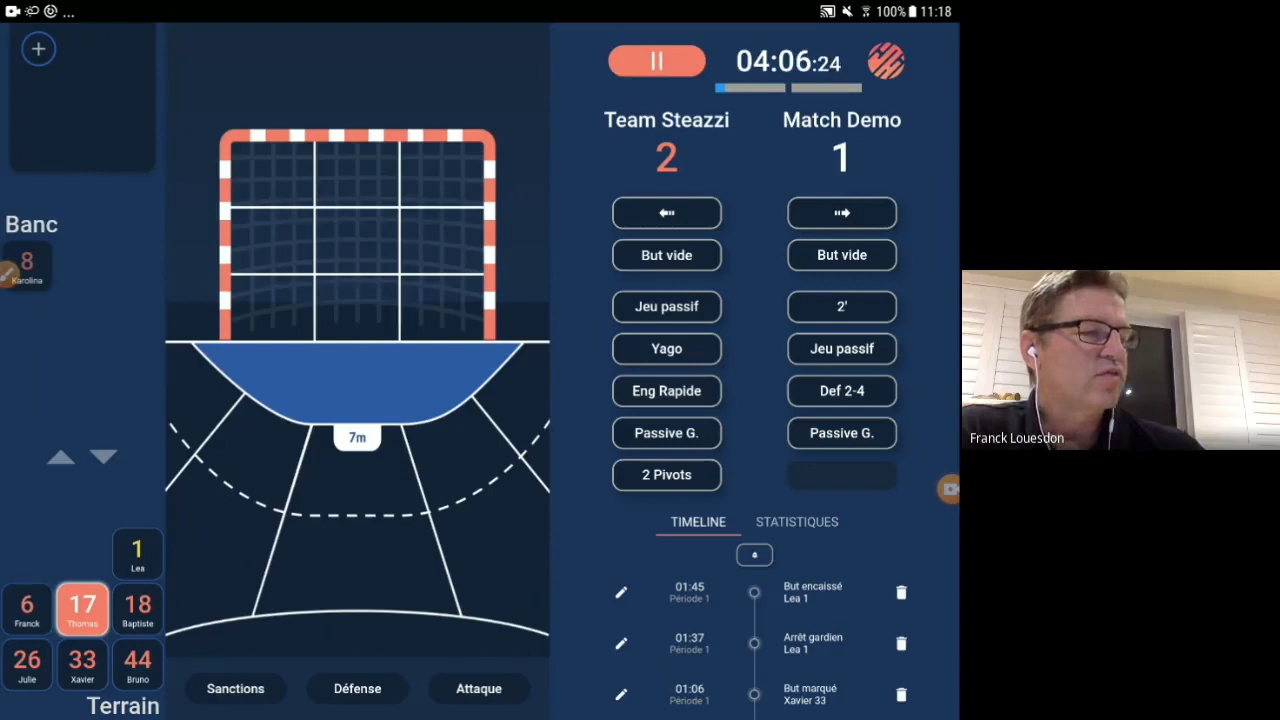 ...
100% 11:18
04:06:24
Team Steazzi
Match Demo
2
1
But vide
But vide
Jeu passif
2'
Yago
Jeu passif
Eng Rapide
Def 2-4
Passive G.
Passive G.
2 Pivots
TIMELINE
STATISTIQUES
01:45
Période 1
But encaissé
Lea 1
01:37
Période 1
Arrêt gardien
Lea 1
01:06
Période 1
But marqué
Xavier 33
Banc
8
Karolina
7m
1
Lea
6
Franck
17
Thomas
18
Baptiste
26
Julie
33
Xavier
44
Bruno
Terrain
Sanctions
Défense
Attaque
Franck Louesdon